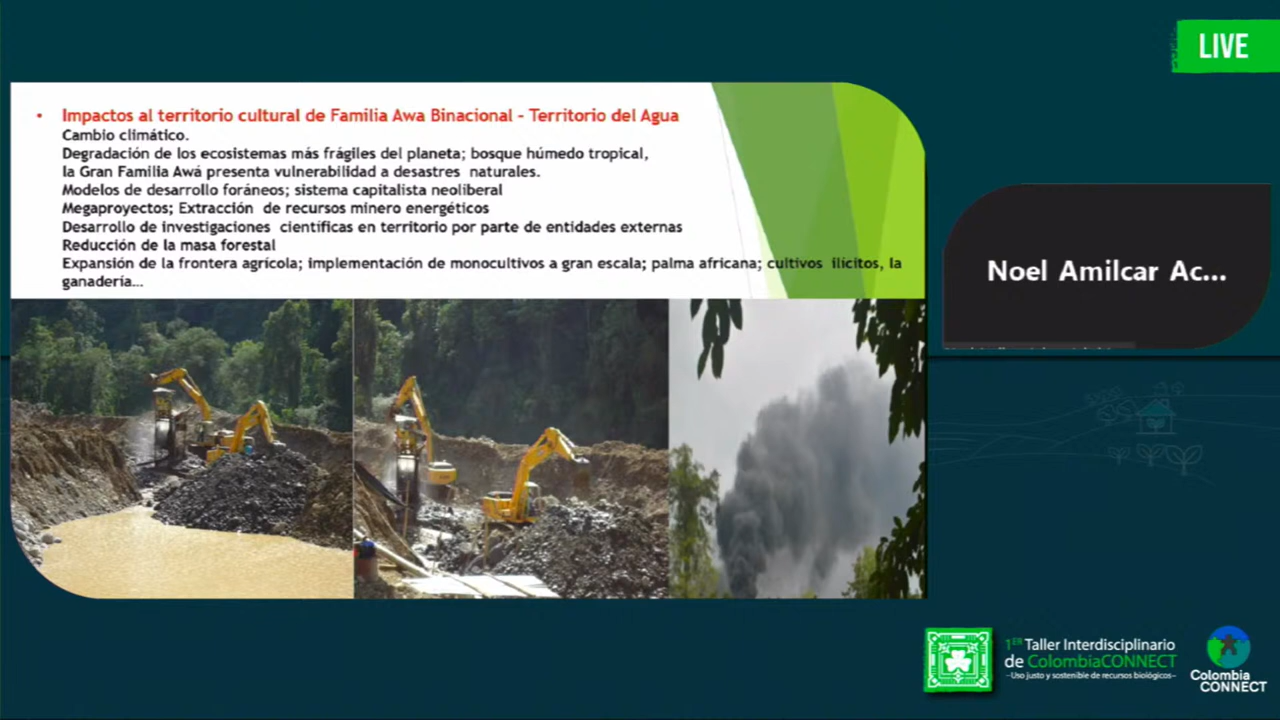 LIVE
Impactos al territorio cultural de Familia Awa Binacional - Territorio del Agua
Cambio climático.
Degradación de los ecosistemas más frágiles del planeta; bosque húmedo tropical,
la Gran Familia Awá presenta vulnerabilidad a desastres naturales.
Modelos de desarrollo foráneos; sistema capitalista neoliberal
Megaproyectos; Extracción de recursos minero energéticos
Desarrollo de investigaciones científicas en territorio por parte de entidades externas
Reducción de la masa forestal
Expansión de la frontera agrícola; implementación de monocultivos a gran escala; palma africana; cultivos ilícitos, la
ganadería...
Noel Amilcar Ac...
1ER Taller Interdisciplinario
de ColombiaCONNECT
-Uso justo y sostenible de recursos biológicos-
Colombia
CONNECT